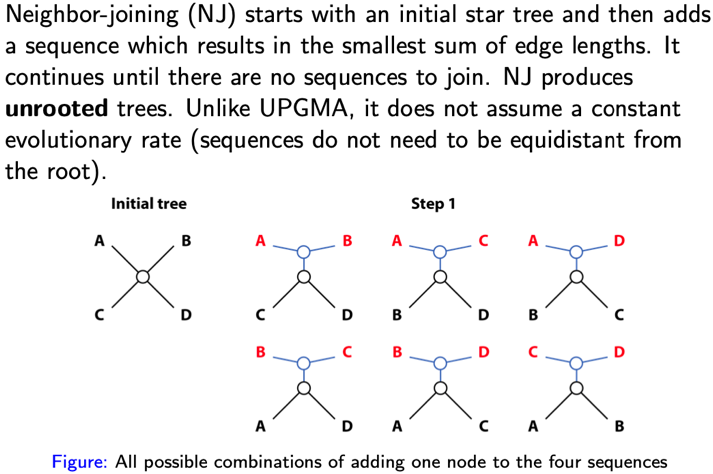 Neighbor-joining (NJ) starts with an initial star tree and then adds
a sequence which results in the smallest sum of edge lengths. It
continues until there are no sequences to join. NJ produces
unrooted trees. Unlike UPGMA, it does not assume a constant
evolutionary rate (sequences do not need to be equidistant from
the root).
Initial tree
Step 1
A B
C D
A B
C D
A C
B D
A D
B C
B C
A D
B D
A C
C D
A B
Figure: All possible combinations of adding one node to the four sequences